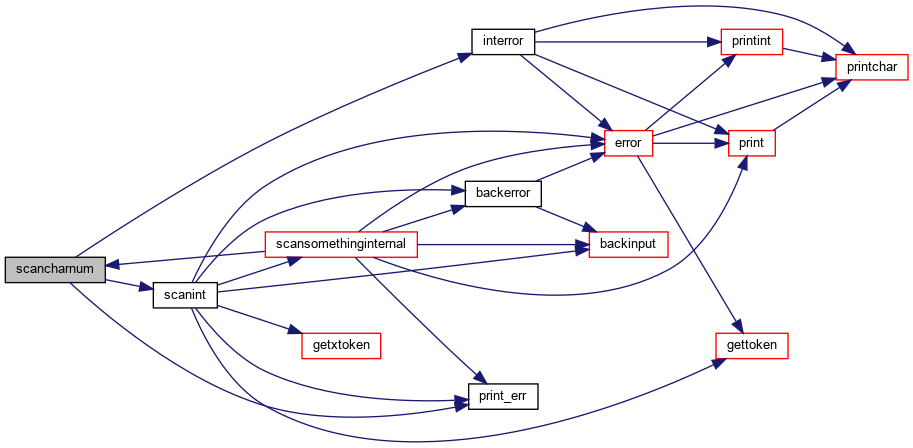 interror
printint
printchar
error
print
backerror
scansomethinginternal
backinput
scancharnum
scanint
getxtoken
gettoken
print_err